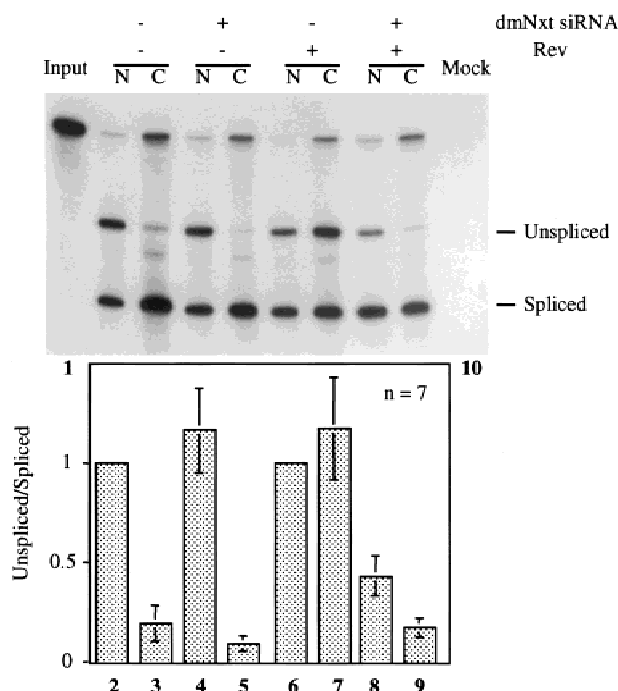 - + - + dmNxt siRNA
- - + + Rev
Input N C N C N C N C Mock
Unspliced
Spliced
1 10
n = 7
Unspliced/Spliced
1
0.5
0
2 3 4 5 6 7 8 9